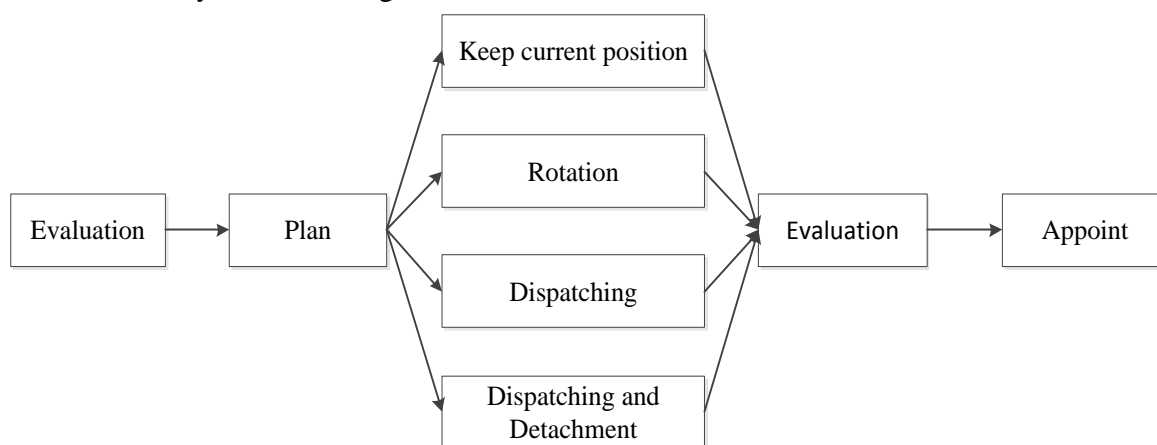 Keep current position
Rotation
Evaluation
Plan
Evaluation
Appoint
Dispatching
Dispatching and
Detachment